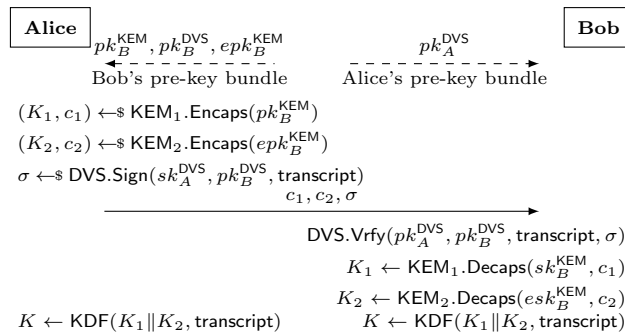 Alice Bob
pk_B^KEM, pk_B^DVS, epk_B^KEM pk_A^DVS
Bob's pre-key bundle Alice's pre-key bundle
(K_1, c_1) ←$ KEM_1.Encaps(pk_B^KEM)
(K_2, c_2) ←$ KEM_2.Encaps(epk_B^KEM)
σ ←$ DVS.Sign(sk_A^DVS, pk_B^DVS, transcript)
c_1, c_2, σ
DVS.Vrfy(pk_A^DVS, pk_B^DVS, transcript, σ)
K_1 ← KEM_1.Decaps(sk_B^KEM, c_1)
K_2 ← KEM_2.Decaps(esk_B^KEM, c_2)
K ← KDF(K_1‖K_2, transcript) K ← KDF(K_1‖K_2, transcript)